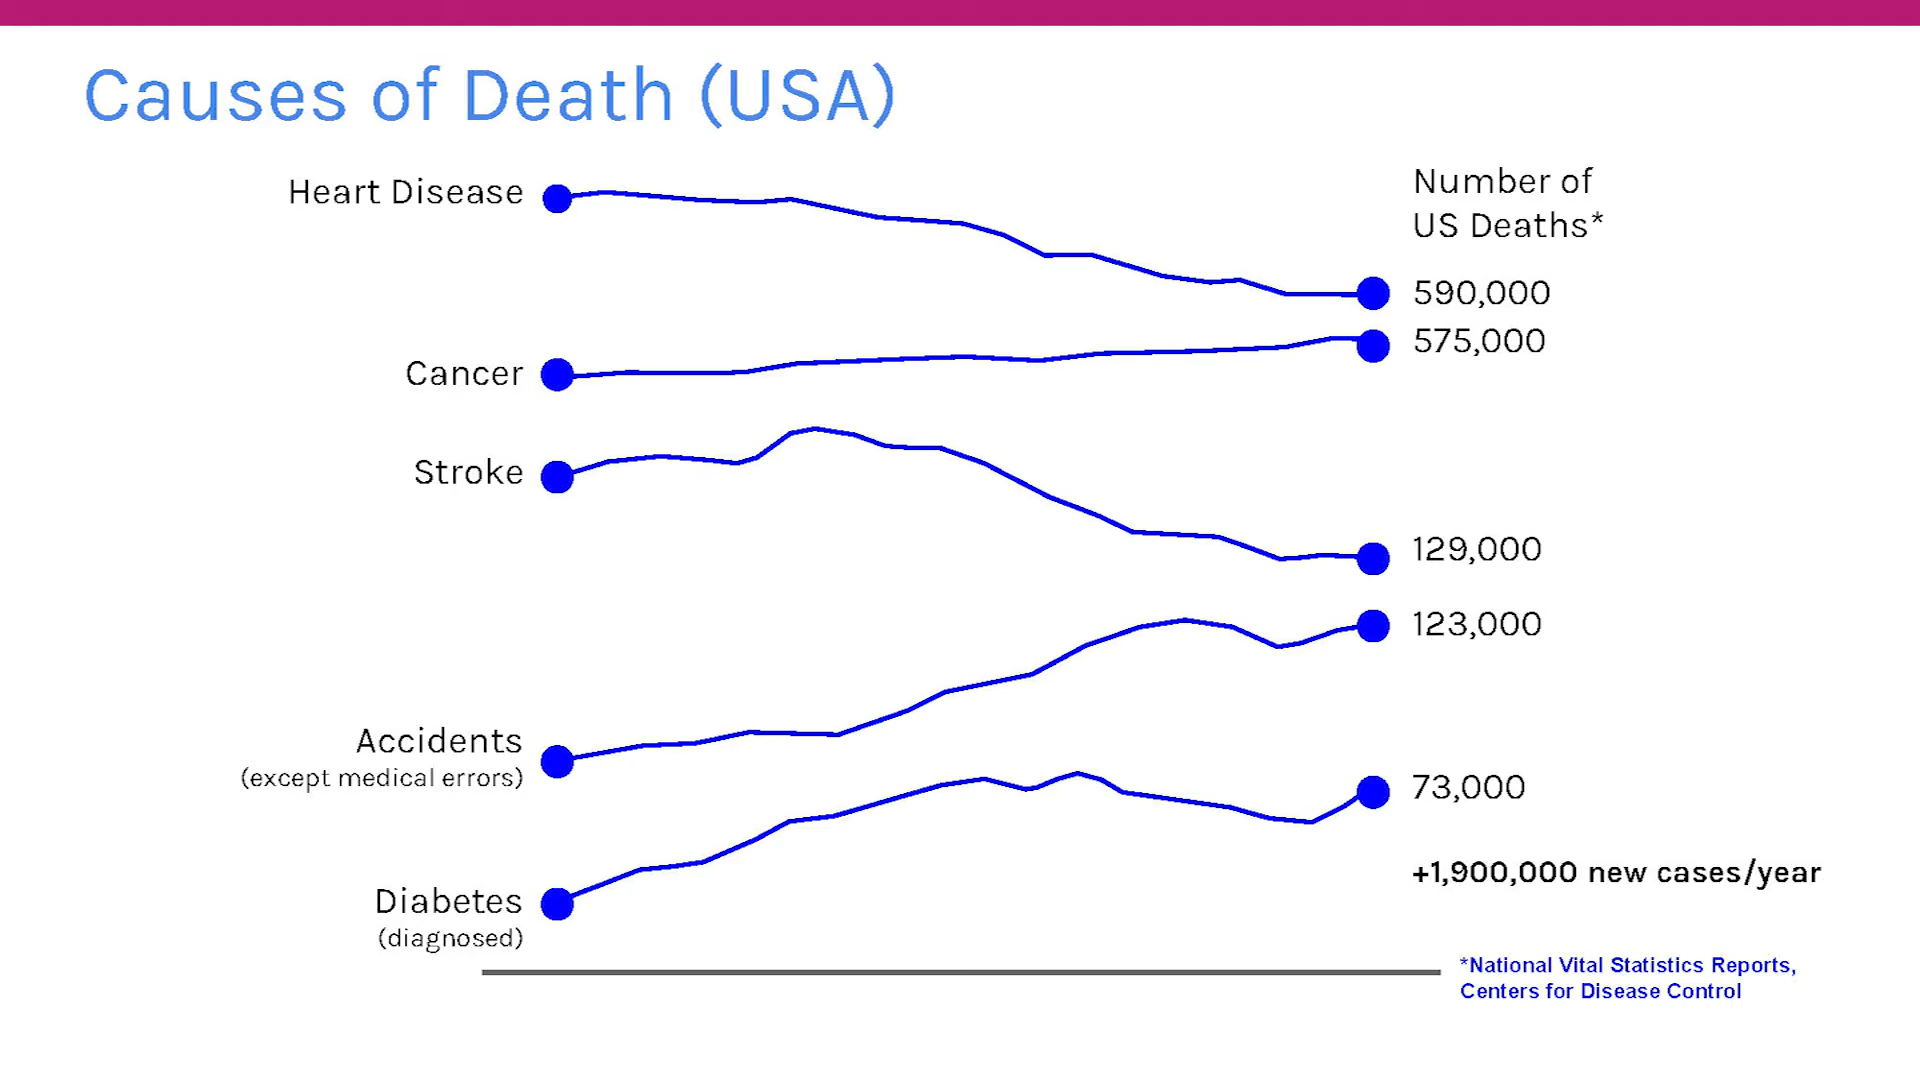 Causes of Death (USA)
Heart Disease
Number of
US Deaths*
590,000
Cancer
575,000
Stroke
129,000
123,000
Accidents
(except medical errors)
73,000
+1,900,000 new cases/year
Diabetes
(diagnosed)
*National Vital Statistics Reports,
Centers for Disease Control